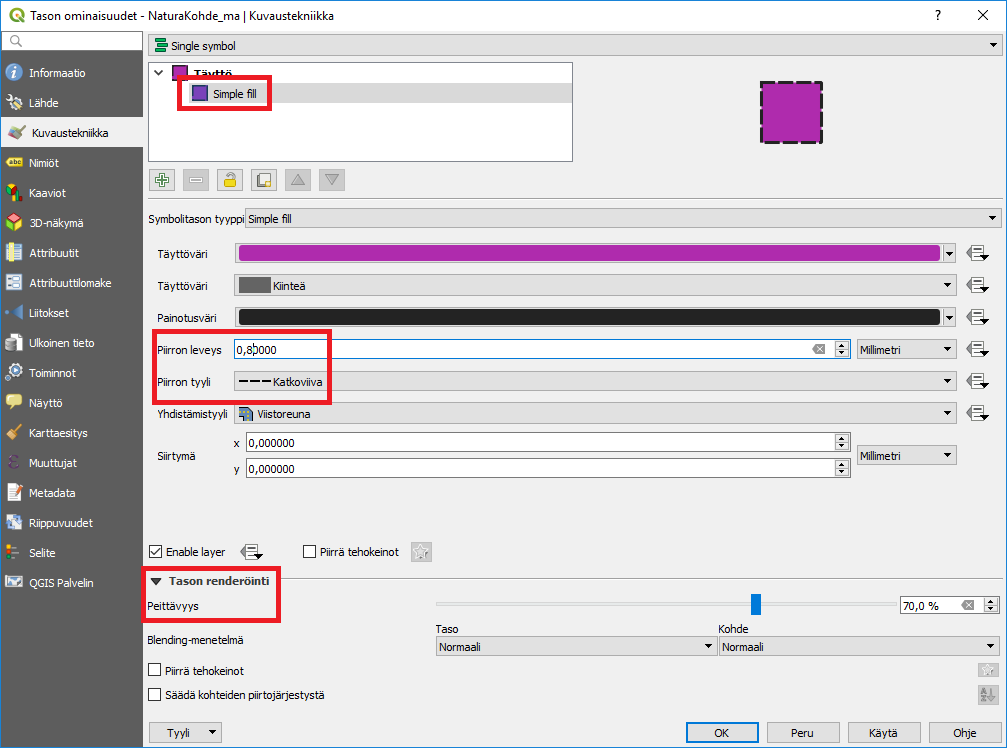 Tason ominaisuudet - NaturaKohde_ma | Kuvaustekniikka
?
Single symbol
Informaatio
Lähde
Kuvaustekniikka
abc Nimiöt
Kaaviot
3D-näkymä
Attribuutit
Attribuuttilomake
Liitokset
Ulkoinen tieto
Toiminnot
Näyttö
Karttaesitys
Muuttujat
Metadata
Riippuvuudet
Selite
QGIS Palvelin
Täyttö
Simple fill
Symbolitason tyyppi Simple fill
Täyttöväri
Täyttöväri Kiinteä
Painotusväri
Piirron leveys 0,80000 Millimetri
Piirron tyyli Katkoviiva
Yhdistämistyyli Viistoreuna
Siirtymä x 0,000000 Millimetri
y 0,000000
Enable layer Piirrä tehokeinot
Tason renderöinti
Peittävyys 70,0 %
Blending-menetelmä
Taso Kohde
Normaali Normaali
Piirrä tehokeinot
Säädä kohteiden piirtojärjestystä
Tyyli OK Peru Käytä Ohje